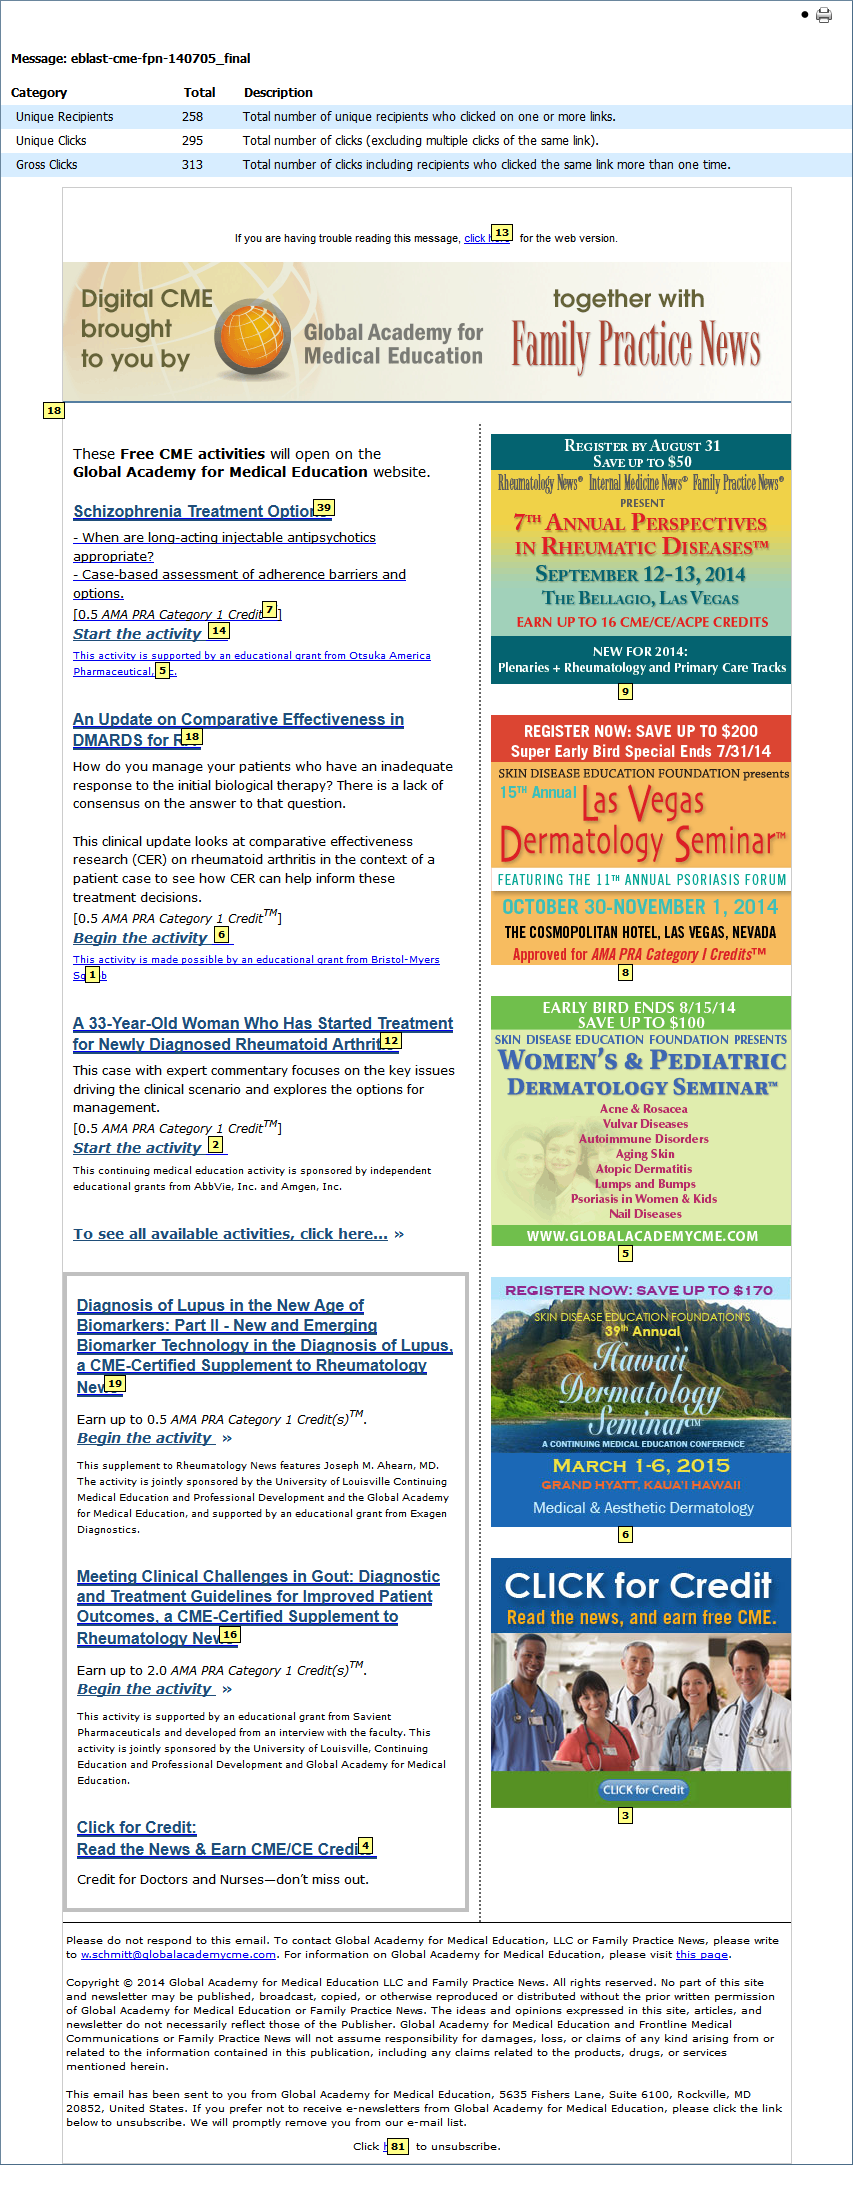 Message: eblast-cme-fpn-140705_final
Category Total Description
Unique Recipients 258 Total number of unique recipients who clicked on one or more links.
Unique Clicks 295 Total number of clicks (excluding multiple clicks of the same link).
Gross Clicks 313 Total number of clicks including recipients who clicked the same link more than one time.
If you are having trouble reading this message, click 13 for the web version.
Digital CME
brought
to you by
Global Academy for
Medical Education
together with
Family Practice News
18
These Free CME activities will open on the
Global Academy for Medical Education website.
Schizophrenia Treatment Option 39
- When are long-acting injectable antipsychotics
appropriate?
- Case-based assessment of adherence barriers and
options.
[0.5 AMA PRA Category 1 Credit 7 ]
Start the activity 14
This activity is supported by an educational grant from Otsuka America
Pharmaceutical, 5 c.
An Update on Comparative Effectiveness in
DMARDS for R 18
How do you manage your patients who have an inadequate
response to the initial biological therapy? There is a lack of
consensus on the answer to that question.
This clinical update looks at comparative effectiveness
research (CER) on rheumatoid arthritis in the context of a
patient case to see how CER can help inform these
treatment decisions.
[0.5 AMA PRA Category 1 Credit™]
Begin the activity 6
This activity is made possible by an educational grant from Bristol-Myers
Sq 1 b
A 33-Year-Old Woman Who Has Started Treatment
for Newly Diagnosed Rheumatoid Arthrit 12
This case with expert commentary focuses on the key issues
driving the clinical scenario and explores the options for
management.
[0.5 AMA PRA Category 1 Credit™]
Start the activity 2
This continuing medical education activity is sponsored by independent
educational grants from AbbVie, Inc. and Amgen, Inc.
To see all available activities, click here... »
Diagnosis of Lupus in the New Age of
Biomarkers: Part II - New and Emerging
Biomarker Technology in the Diagnosis of Lupus,
a CME-Certified Supplement to Rheumatology
New 19
Earn up to 0.5 AMA PRA Category 1 Credit(s)™.
Begin the activity »
This supplement to Rheumatology News features Joseph M. Ahearn, MD.
The activity is jointly sponsored by the University of Louisville Continuing
Medical Education and Professional Development and the Global Academy
for Medical Education, and supported by an educational grant from Exagen
Diagnostics.
Meeting Clinical Challenges in Gout: Diagnostic
and Treatment Guidelines for Improved Patient
Outcomes, a CME-Certified Supplement to
Rheumatology New 16
Earn up to 2.0 AMA PRA Category 1 Credit(s)™.
Begin the activity »
This activity is supported by an educational grant from Savient
Pharmaceuticals and developed from an interview with the faculty. This
activity is jointly sponsored by the University of Louisville, Continuing
Education and Professional Development and Global Academy for Medical
Education.
Click for Credit:
Read the News & Earn CME/CE Credi 4
Credit for Doctors and Nurses—don't miss out.
REGISTER BY AUGUST 31
SAVE UP TO $50
Rheumatology News® Internal Medicine News® Family Practice News®
PRESENT
7TH ANNUAL PERSPECTIVES
IN RHEUMATIC DISEASES™
SEPTEMBER 12-13, 2014
THE BELLAGIO, LAS VEGAS
EARN UP TO 16 CME/CE/ACPE CREDITS
NEW FOR 2014:
Plenaries + Rheumatology and Primary Care Tracks
9
REGISTER NOW: SAVE UP TO $200
Super Early Bird Special Ends 7/31/14
SKIN DISEASE EDUCATION FOUNDATION presents
15TH Annual Las Vegas
Dermatology Seminar™
FEATURING THE 11TH ANNUAL PSORIASIS FORUM
OCTOBER 30-NOVEMBER 1, 2014
THE COSMOPOLITAN HOTEL, LAS VEGAS, NEVADA
Approved for AMA PRA Category I Credits™
8
EARLY BIRD ENDS 8/15/14
SAVE UP TO $100
SKIN DISEASE EDUCATION FOUNDATION PRESENTS
WOMEN'S & PEDIATRIC
DERMATOLOGY SEMINAR™
Acne & Rosacea
Vulvar Diseases
Autoimmune Disorders
Aging Skin
Atopic Dermatitis
Lumps and Bumps
Psoriasis in Women & Kids
Nail Diseases
WWW.GLOBALACADEMYCME.COM
5
REGISTER NOW: SAVE UP TO $170
SKIN DISEASE EDUCATION FOUNDATION'S
39th Annual
Hawaii
Dermatology
Seminar™
A CONTINUING MEDICAL EDUCATION CONFERENCE
MARCH 1-6, 2015
GRAND HYATT, KAUA'I HAWAII
Medical & Aesthetic Dermatology
6
CLICK for Credit
Read the news, and earn free CME.
CLICK for Credit
3
Please do not respond to this email. To contact Global Academy for Medical Education, LLC or Family Practice News, please write
to w.schmitt@globalacademycme.com. For information on Global Academy for Medical Education, please visit this page.
Copyright © 2014 Global Academy for Medical Education LLC and Family Practice News. All rights reserved. No part of this site
and newsletter may be published, broadcast, copied, or otherwise reproduced or distributed without the prior written permission
of Global Academy for Medical Education or Family Practice News. The ideas and opinions expressed in this site, articles, and
newsletter do not necessarily reflect those of the Publisher. Global Academy for Medical Education and Frontline Medical
Communications or Family Practice News will not assume responsibility for damages, loss, or claims of any kind arising from or
related to the information contained in this publication, including any claims related to the products, drugs, or services
mentioned herein.
This email has been sent to you from Global Academy for Medical Education, 5635 Fishers Lane, Suite 6100, Rockville, MD
20852, United States. If you prefer not to receive e-newsletters from Global Academy for Medical Education, please click the link
below to unsubscribe. We will promptly remove you from our e-mail list.
Click 81 to unsubscribe.